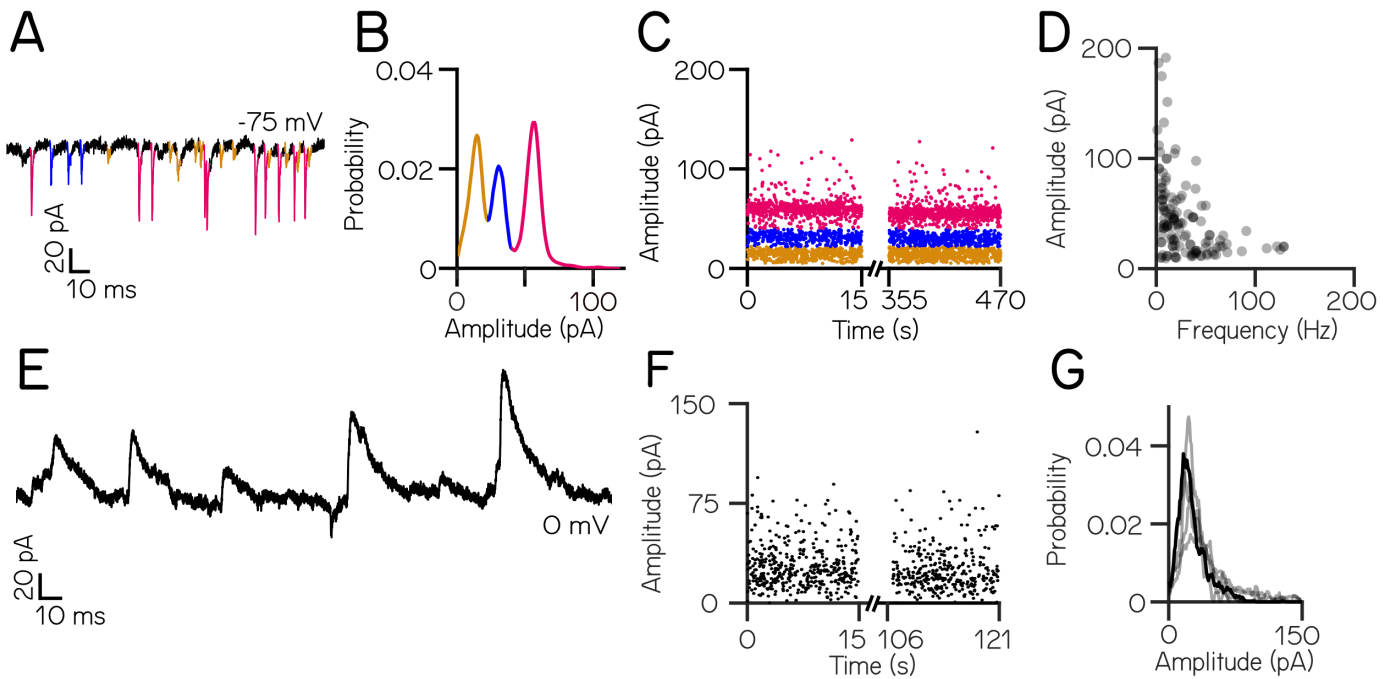 A
-75 mV
20 pA
10 ms
B
0.04
0.02
0
Probability
0
100
Amplitude (pA)
C
200
100
0
Amplitude (pA)
0
15
355
470
Time (s)
D
200
100
0
Amplitude (pA)
0
100
200
Frequency (Hz)
E
0 mV
20 pA
10 ms
F
150
75
0
Amplitude (pA)
0
15
106
121
Time (s)
G
0.04
0.02
0
Probability
0
150
Amplitude (pA)